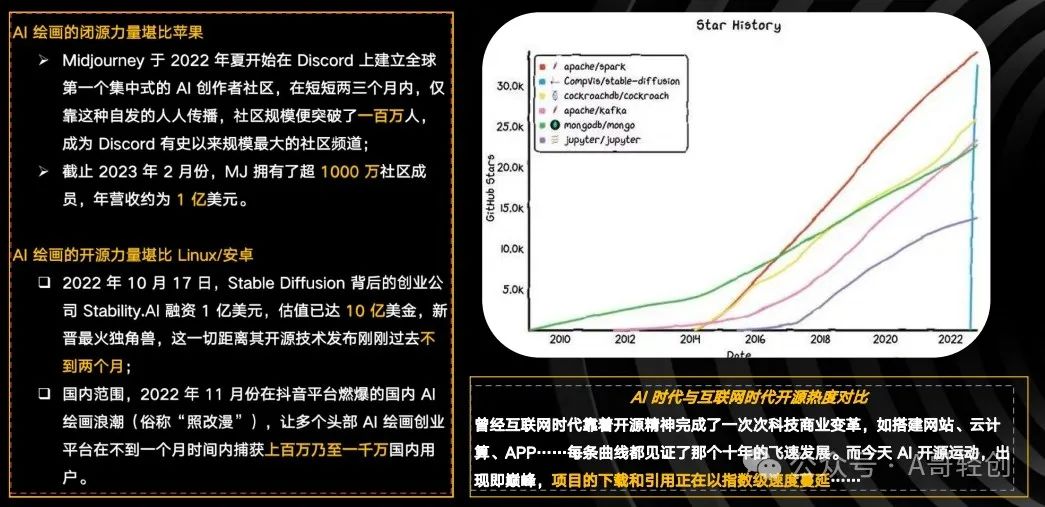 AI 绘画的闭源力量堪比苹果
Midjourney 于 2022 年夏开始在 Discord 上建立全球
第一个集中式的 AI 创作者社区，在短短两三个月内，仅
靠这种自发的人人传播，社区规模便突破了一百万人，
成为 Discord 有史以来规模最大的社区频道；
截止 2023 年 2 月份，MJ 拥有了超 1000 万社区成
员，年营收约为 1 亿美元。
AI 绘画的开源力量堪比 Linux/安卓
2022 年 10 月 17 日，Stable Diffusion 背后的创业公
司 Stability.AI 融资 1 亿美元，估值已达 10 亿美金，新
晋最火独角兽，这一切距离其开源技术发布刚刚过去不
到两个月；
国内范围，2022 年 11 月份在抖音平台燃爆的国内 AI
绘画浪潮（俗称“照改漫”），让多个头部 AI 绘画创业
平台在不到一个月时间内捕获上百万乃至一千万国内用
户。
Star History
apache/spark
CompVis/stable-diffusion
cockroachdb/cockroach
apache/kafka
mongodb/mongo
jupyter/jupyter
GitHub Stars
30.0k
25.0k
20.0k
15.0k
10.0k
5.0k
2010 2012 2014 2016 2018 2020 2022
Date
AI 时代与互联网时代开源热度对比
曾经互联网时代靠着开源精神完成了一次次科技商业变革，如搭建网站、云计
算、APP……每条曲线都见证了那个十年的飞速发展。而今天 AI 开源运动，出
现即巅峰，项目的下载和引用正在以指数级速度蔓延……
公众号·A哥轻创